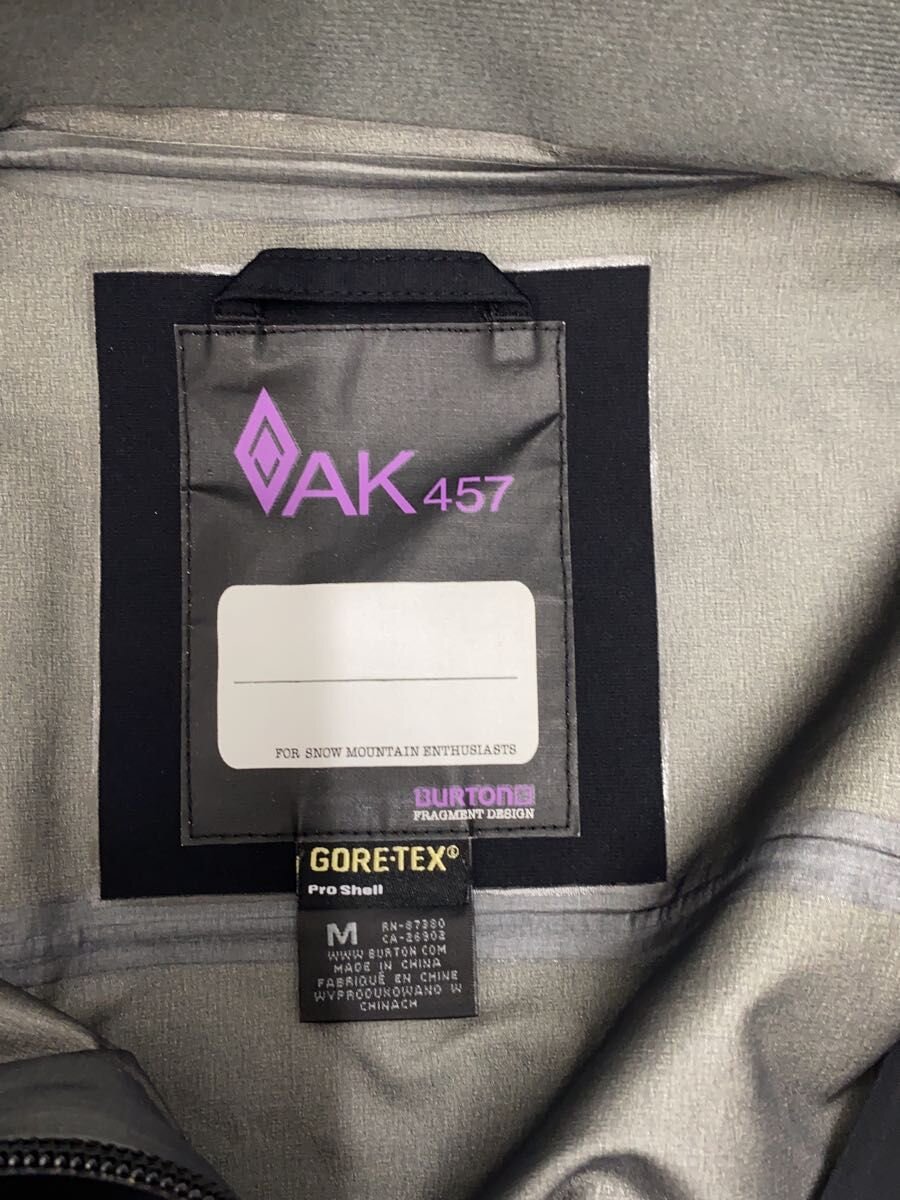 AK 457
FOR SNOW MOUNTAIN ENTHUSIASTS
BURTON
FRAGMENT DESIGN
GORE-TEX®
Pro Shell
M
RN-87380
CA-26903
WWW BURTON COM
MADE IN CHINA
FABRIQUÉ EN CHINE
WYPRODUKOWANO W
CHINACH